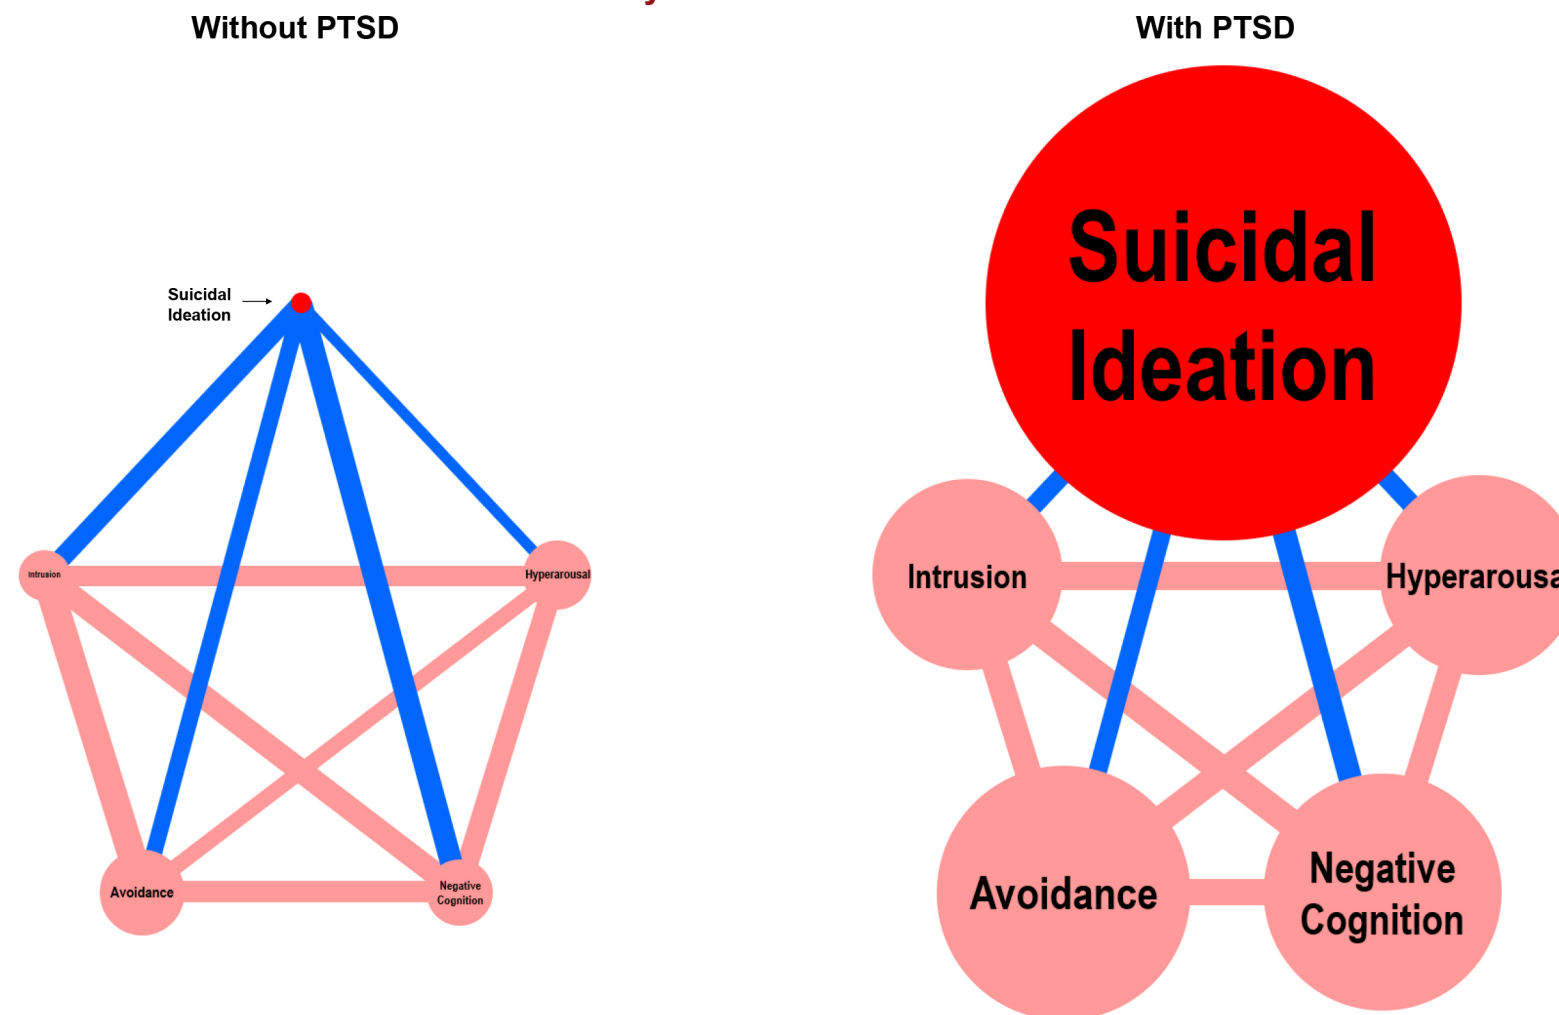 Without PTSD
With PTSD
Suicidal
Ideation
Intrusion
Hyperarousal
Avoidance
Negative
Cognition
Suicidal
Ideation
Intrusion
Hyperarousa
Avoidance
Negative
Cognition